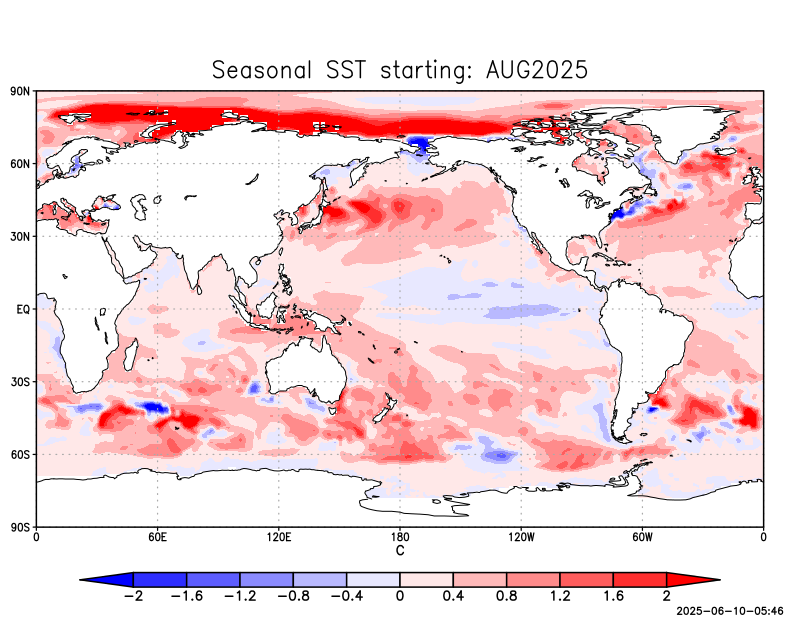 Seasonal SST starting: AUG2025
90N
60N
30N
EQ
30S
60S
90S
0 60E 120E 180 120W 60W 0
C
-2 -1.6 -1.2 -0.8 -0.4 0 0.4 0.8 1.2 1.6 2
2025-06-10-05:46